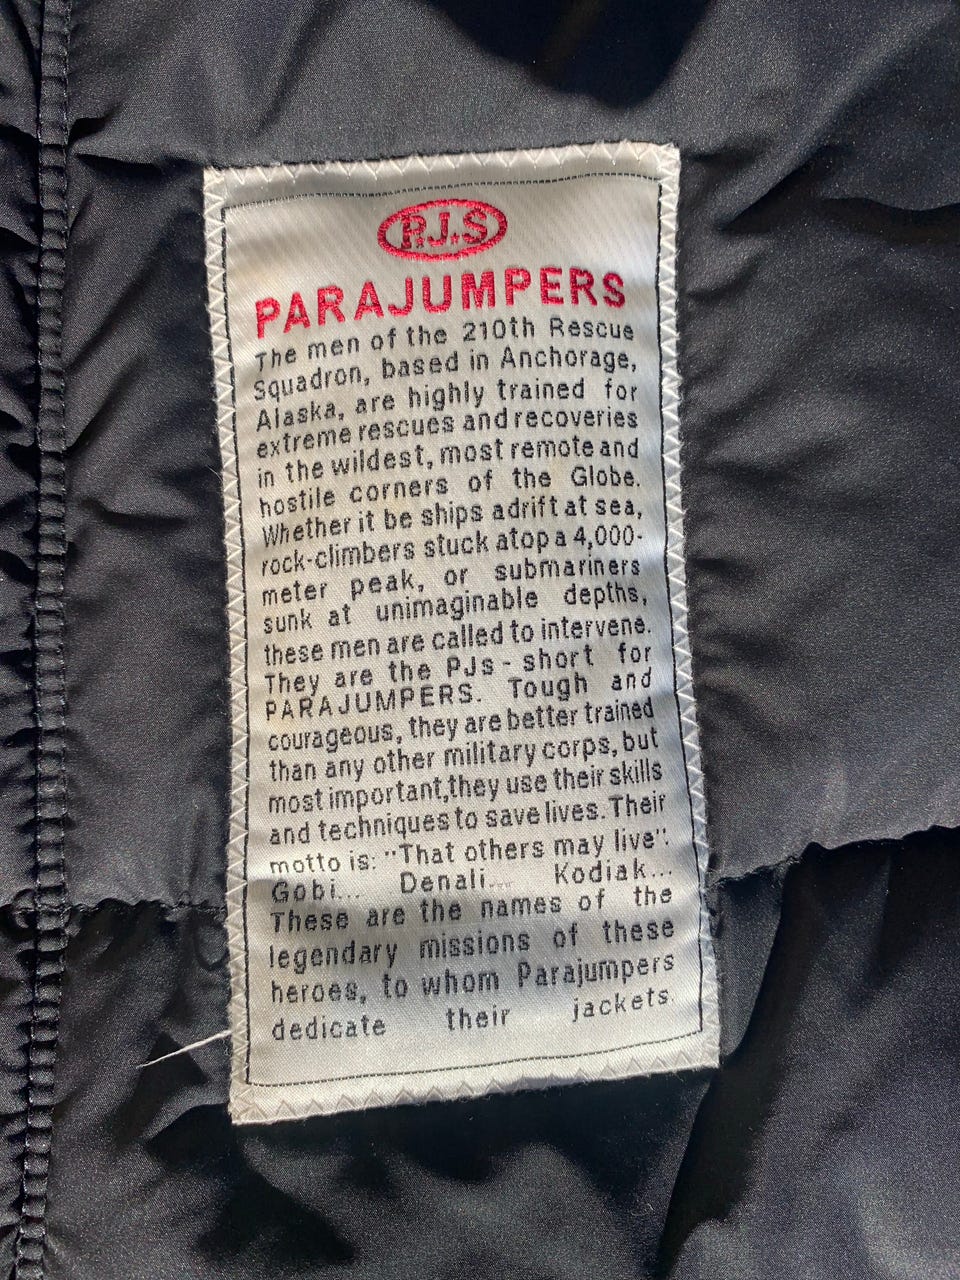 P.J.S
PARAJUMPERS
The men of the 210th Rescue
Squadron, based in Anchorage,
Alaska, are highly trained for
extreme rescues and recoveries
in the wildest, most remote and
hostile corners of the Globe.
Whether it be ships adrift at sea,
rock-climbers stuck atop a 4,000-
meter peak, or submariners
sunk at unimaginable depths,
these men are called to intervene.
They are the PJs - short for
PARAJUMPERS. Tough and
courageous, they are better trained
than any other military corps, but
most important,they use their skills
and techniques to save lives. Their
motto is: "That others may live".
Gobi... Denali... Kodiak...
These are the names of the
legendary missions of these
heroes, to whom Parajumpers
dedicate their jackets.